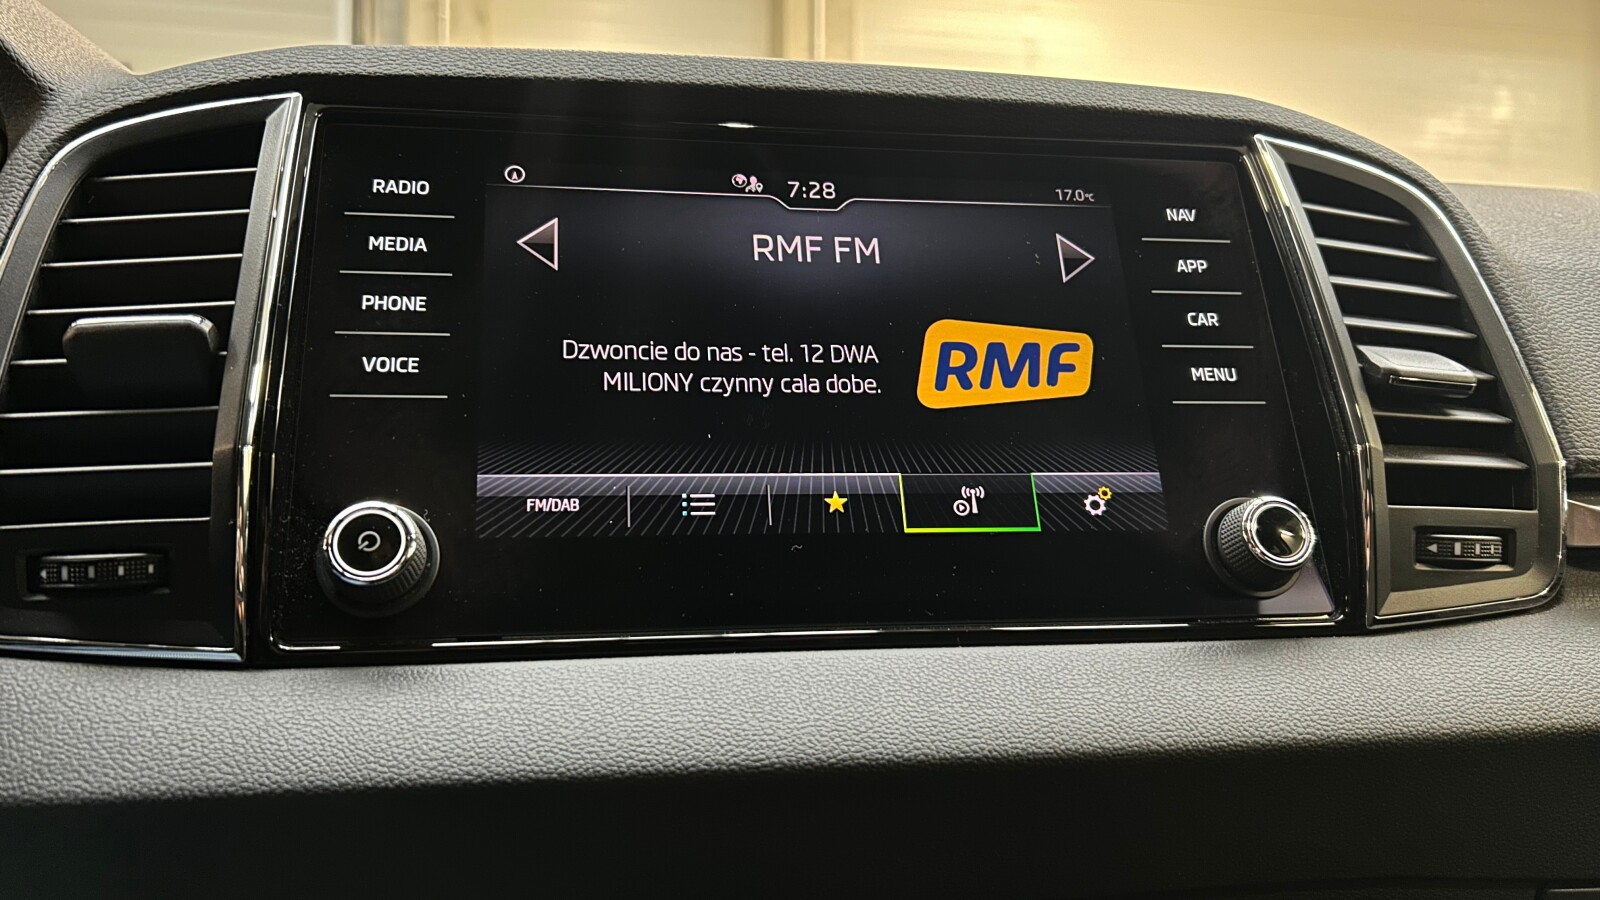 RADIO
MEDIA
PHONE
VOICE
7:28
17.0°C
RMF FM
Dzwoncie do nas - tel. 12 DWA
MILIONY czynny cala dobe.
RMF
FM/DAB
NAV
APP
CAR
MENU